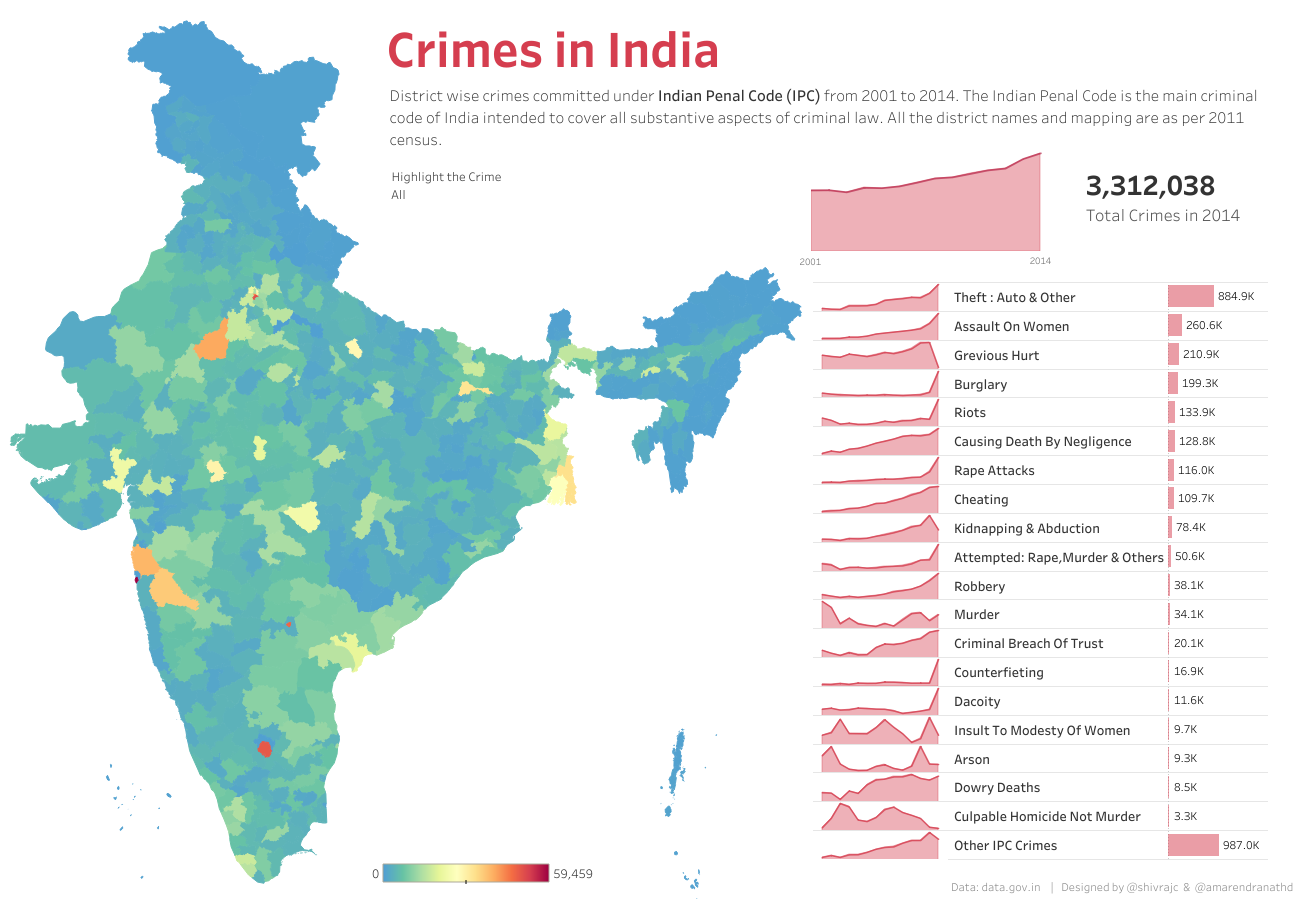 Crimes in India
District wise crimes committed under Indian Penal Code (IPC) from 2001 to 2014. The Indian Penal Code is the main criminal
code of India intended to cover all substantive aspects of criminal law. All the district names and mapping are as per 2011
census.
Highlight the Crime
All
3,312,038
Total Crimes in 2014
2001 2014
Theft : Auto & Other 884.9K
Assault On Women 260.6K
Grevious Hurt 210.9K
Burglary 199.3K
Riots 133.9K
Causing Death By Negligence 128.8K
Rape Attacks 116.0K
Cheating 109.7K
Kidnapping & Abduction 78.4K
Attempted: Rape,Murder & Others 50.6K
Robbery 38.1K
Murder 34.1K
Criminal Breach Of Trust 20.1K
Counterfieting 16.9K
Dacoity 11.6K
Insult To Modesty Of Women 9.7K
Arson 9.3K
Dowry Deaths 8.5K
Culpable Homicide Not Murder 3.3K
Other IPC Crimes 987.0K
0 59,459
Data: data.gov.in | Designed by @shivrajc & @amarendranathd